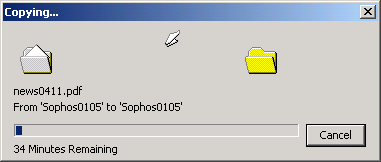 Copying...
news0411.pdf
From 'Sophos0105' to 'Sophos0105'
34 Minutes Remaining
Cancel